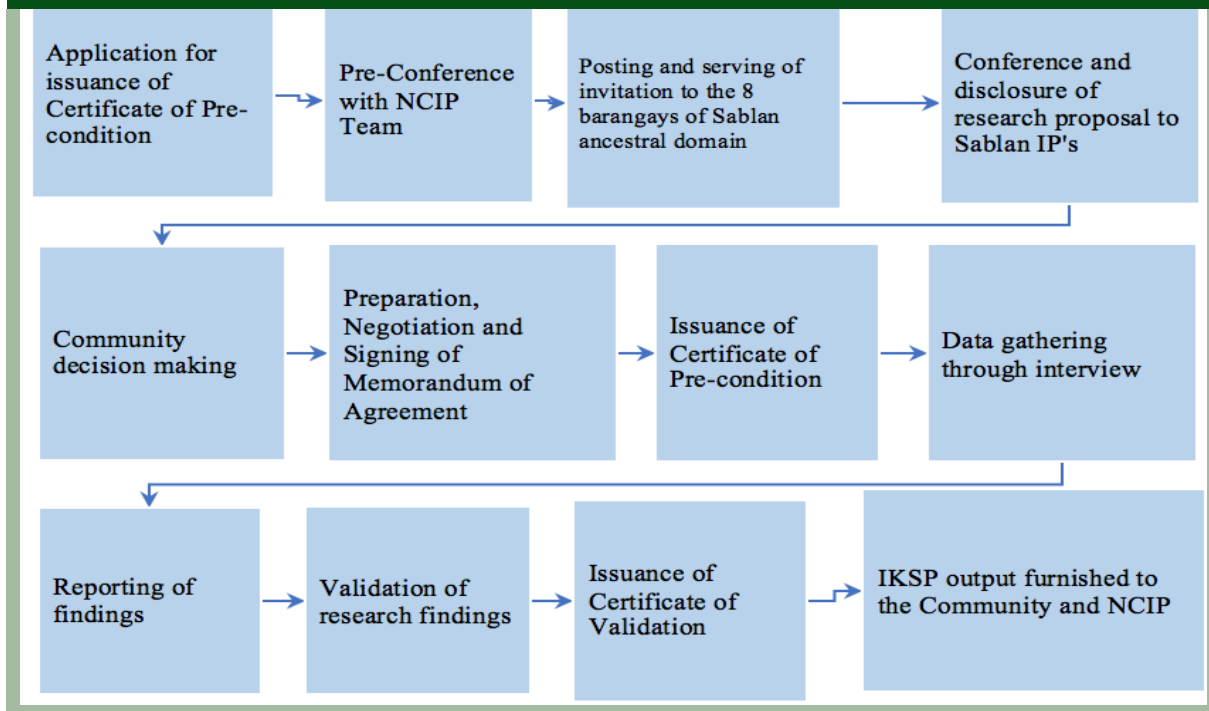 Application for
issuance of
Certificate of Pre-
condition
Pre-Conference
with NCIP
Team
Posting and serving of
invitation to the 8
barangays of Sablan
ancestral domain
Conference and
disclosure of
research proposal to
Sablan IP's
Community
decision making
Preparation,
Negotiation and
Signing of
Memorandum of
Agreement
Issuance of
Certificate of
Pre-condition
Data gathering
through interview
Reporting of
findings
Validation of
research findings
Issuance of
Certificate of
Validation
IKSP output furnished to
the Community and NCIP